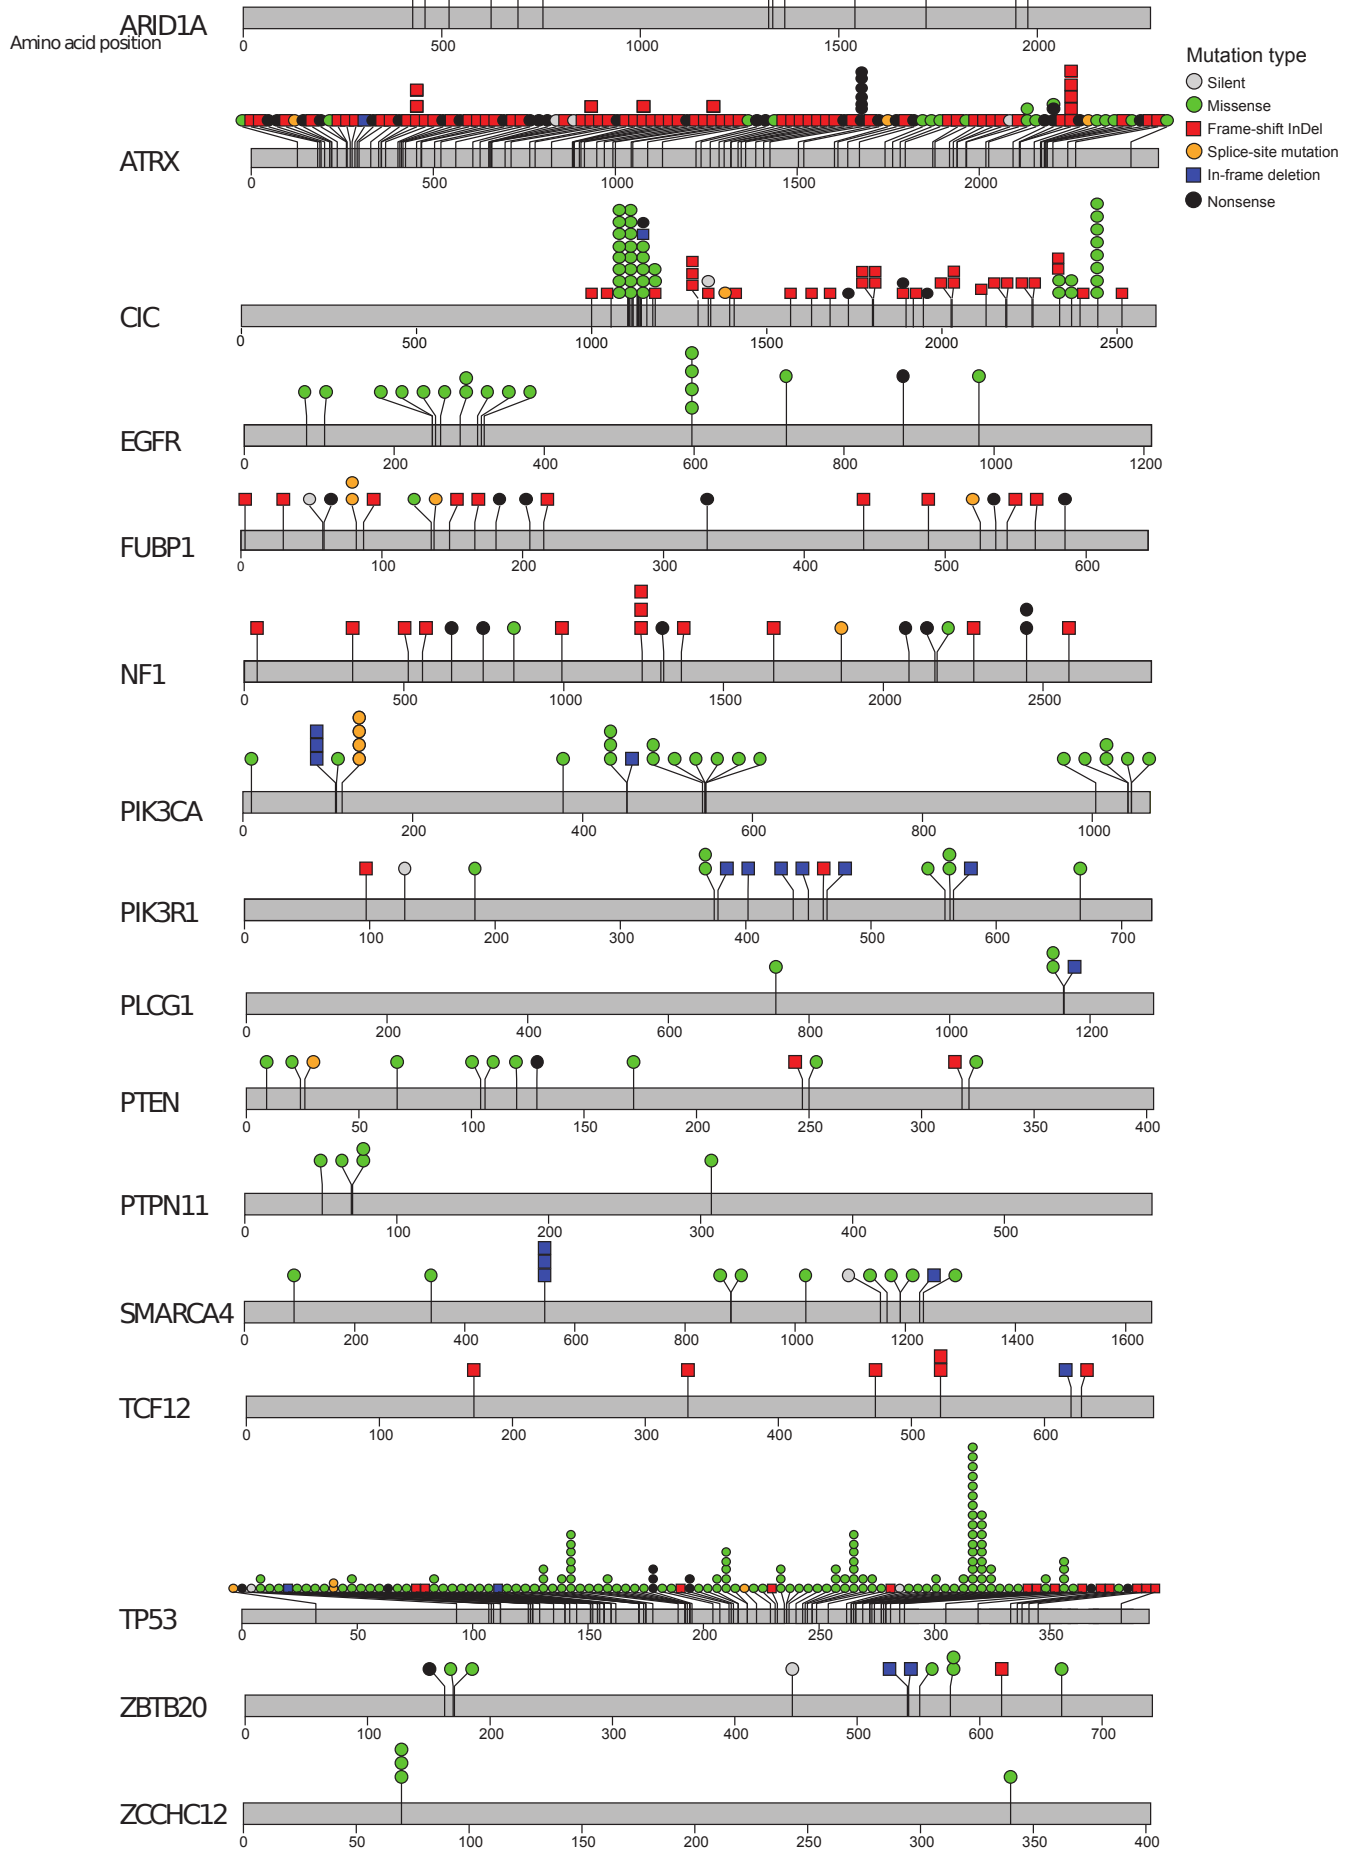 ARID1A
Amino acid position
0 500 1000 1500 2000
Mutation type
Silent
Missense
Frame-shift InDel
Splice-site mutation
In-frame deletion
Nonsense
ATRX
0 500 1000 1500 2000
CIC
0 500 1000 1500 2000 2500
EGFR
0 200 400 600 800 1000 1200
FUBP1
0 100 200 300 400 500 600
NF1
0 500 1000 1500 2000 2500
PIK3CA
0 200 400 600 800 1000
PIK3R1
0 100 200 300 400 500 600 700
PLCG1
0 200 400 600 800 1000 1200
PTEN
0 50 100 150 200 250 300 350 400
PTPN11
0 100 200 300 400 500
SMARCA4
0 200 400 600 800 1000 1200 1400 1600
TCF12
0 100 200 300 400 500 600
TP53
0 50 100 150 200 250 300 350
ZBTB20
0 100 200 300 400 500 600 700
ZCCHC12
0 50 100 150 200 250 300 350 400